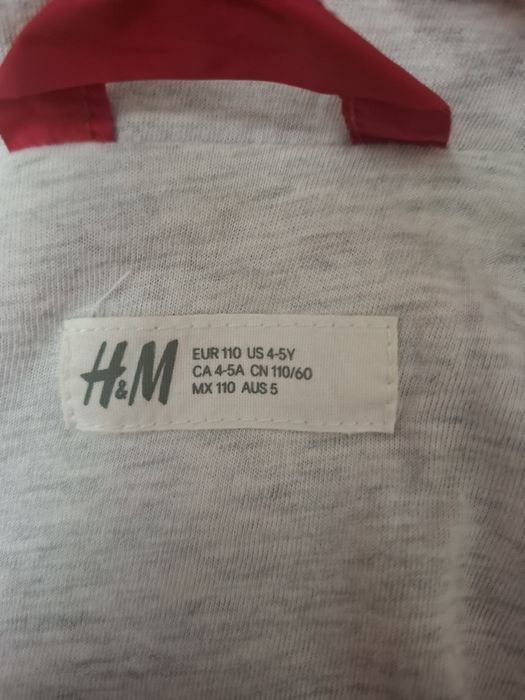 H&M
EUR 110 US 4-5Y
CA 4-5A CN 110/60
MX 110 AUS 5